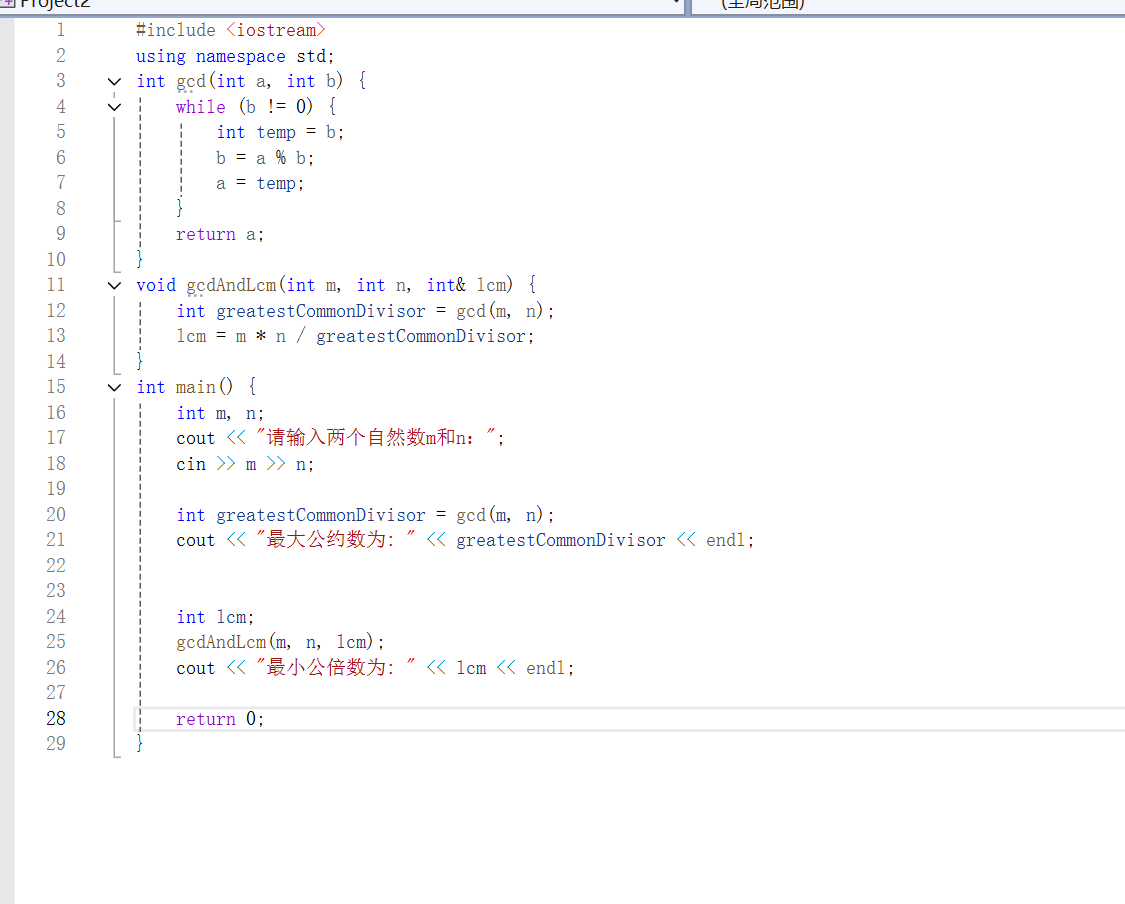 Project2
(全局范围)
1 #include <iostream>
2 using namespace std;
3 int gcd(int a, int b) {
4 while (b != 0) {
5 int temp = b;
6 b = a % b;
7 a = temp;
8 }
9 return a;
10 }
11 void gcdAndLcm(int m, int n, int& lcm) {
12 int greatestCommonDivisor = gcd(m, n);
13 lcm = m * n / greatestCommonDivisor;
14 }
15 int main() {
16 int m, n;
17 cout << "请输入两个自然数m和n：";
18 cin >> m >> n;
19
20 int greatestCommonDivisor = gcd(m, n);
21 cout << "最大公约数为: " << greatestCommonDivisor << endl;
22
23
24 int lcm;
25 gcdAndLcm(m, n, lcm);
26 cout << "最小公倍数为: " << lcm << endl;
27
28 return 0;
29 }